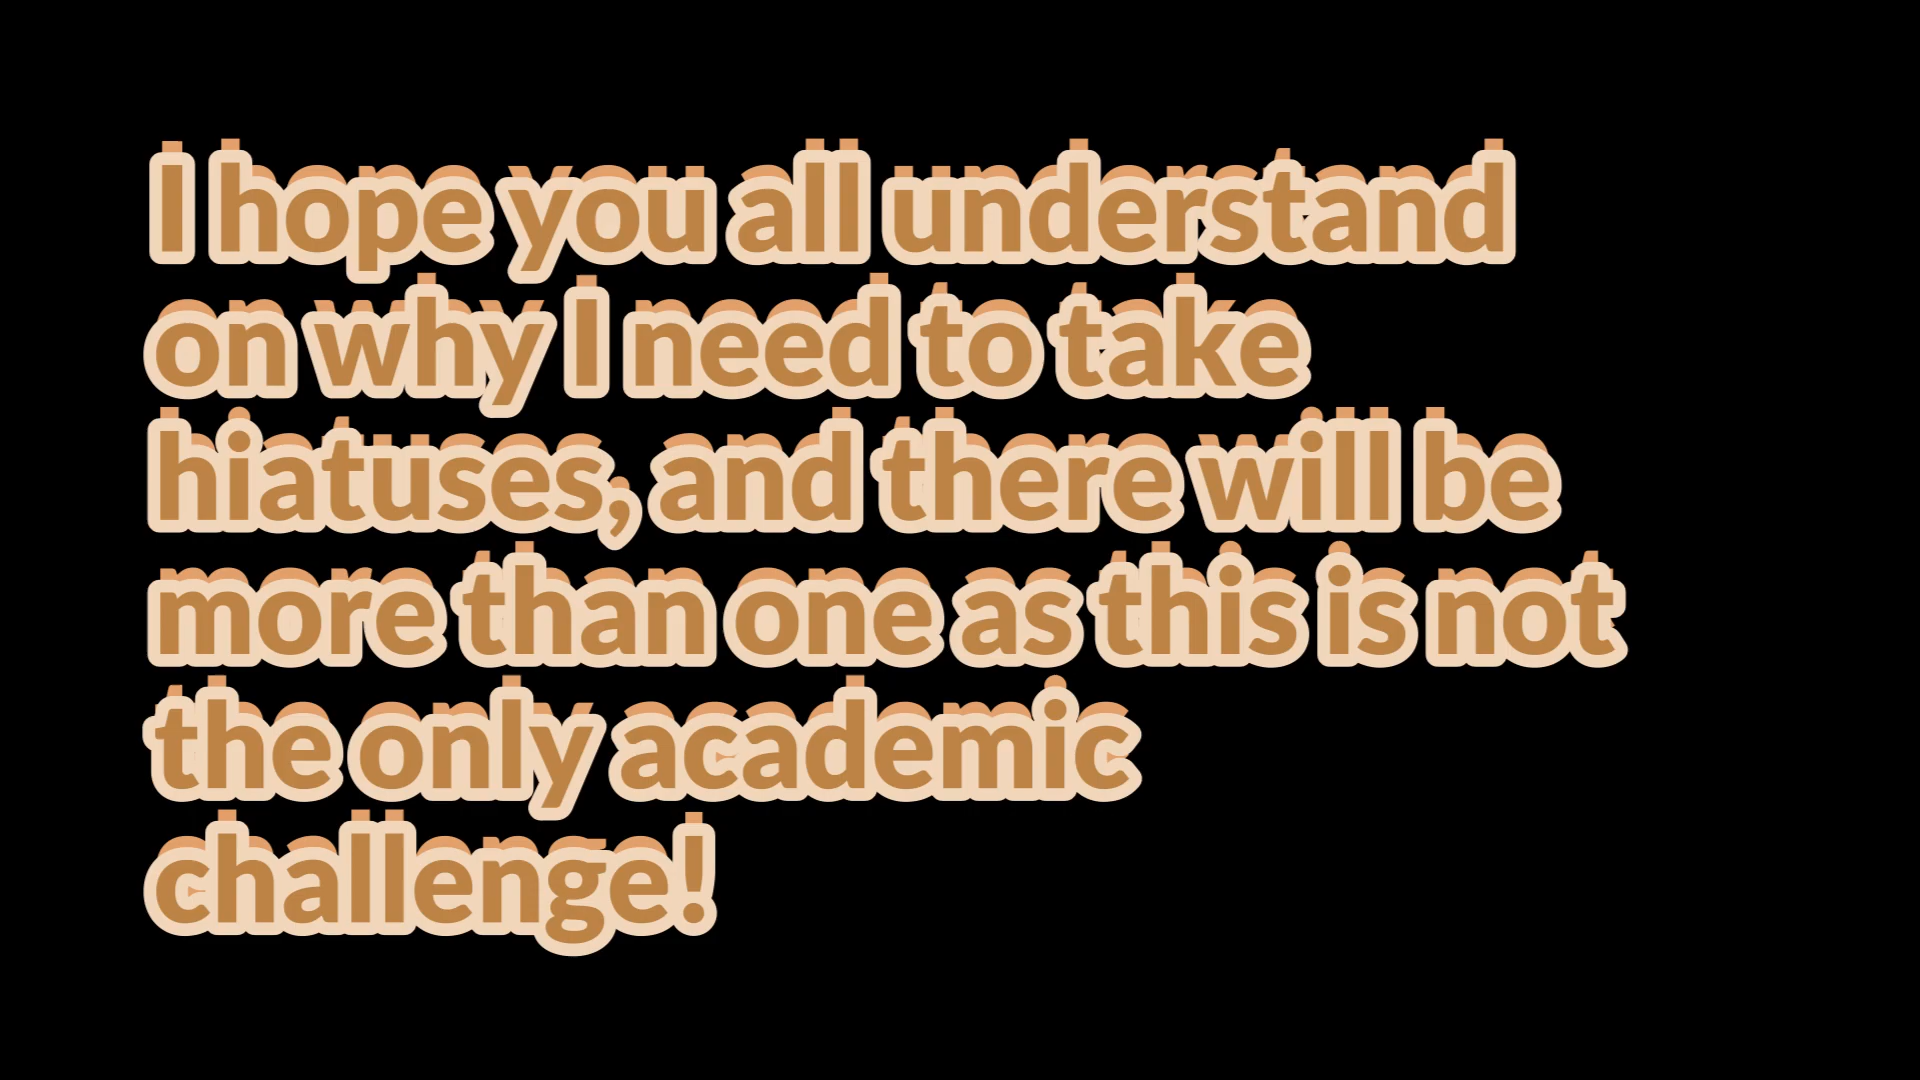 I hope you all understand
on why I need to take
hiatuses, and there will be
more than one as this is not
the only academic
challenge!